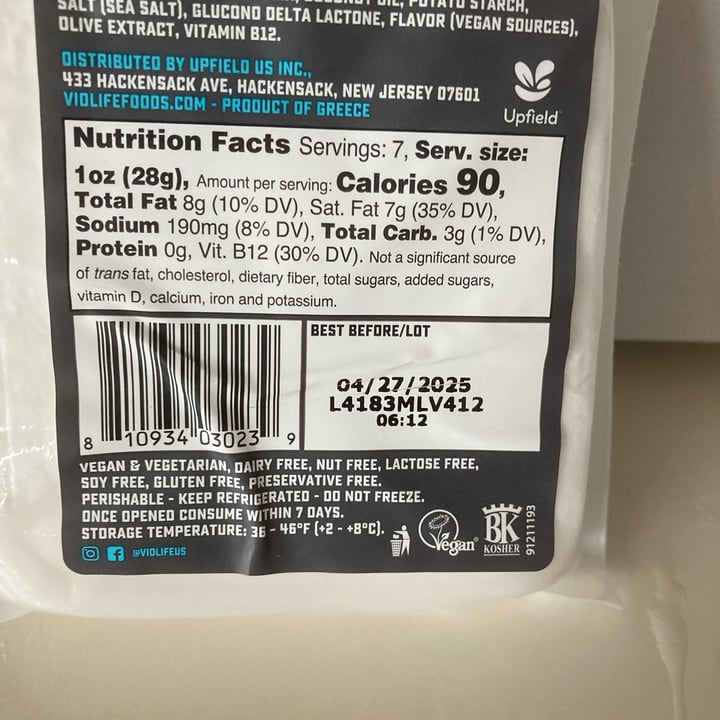 SALT (SEA SALT), GLUCONO DELTA LACTONE, FLAVOR (VEGAN SOURCES),
OLIVE EXTRACT, VITAMIN B12.
DISTRIBUTED BY UPFIELD US INC.,
433 HACKENSACK AVE, HACKENSACK, NEW JERSEY 07601
VIOLIFEFOODS.COM - PRODUCT OF GREECE
Upfield
Nutrition Facts Servings: 7, Serv. size:
1oz (28g), Amount per serving: Calories 90,
Total Fat 8g (10% DV), Sat. Fat 7g (35% DV),
Sodium 190mg (8% DV), Total Carb. 3g (1% DV),
Protein 0g, Vit. B12 (30% DV). Not a significant source
of trans fat, cholesterol, dietary fiber, total sugars, added sugars,
vitamin D, calcium, iron and potassium.
BEST BEFORE/LOT
04/27/2025
L4183MLV412
06:12
8 10934 03023 9
VEGAN & VEGETARIAN, DAIRY FREE, NUT FREE, LACTOSE FREE,
SOY FREE, GLUTEN FREE, PRESERVATIVE FREE.
PERISHABLE - KEEP REFRIGERATED - DO NOT FREEZE.
ONCE OPENED CONSUME WITHIN 7 DAYS.
STORAGE TEMPERATURE: 36 - 46°F (+2 - +8°C).
@VIOLIFEUS
Vegan
BK
KOSHER
91211193